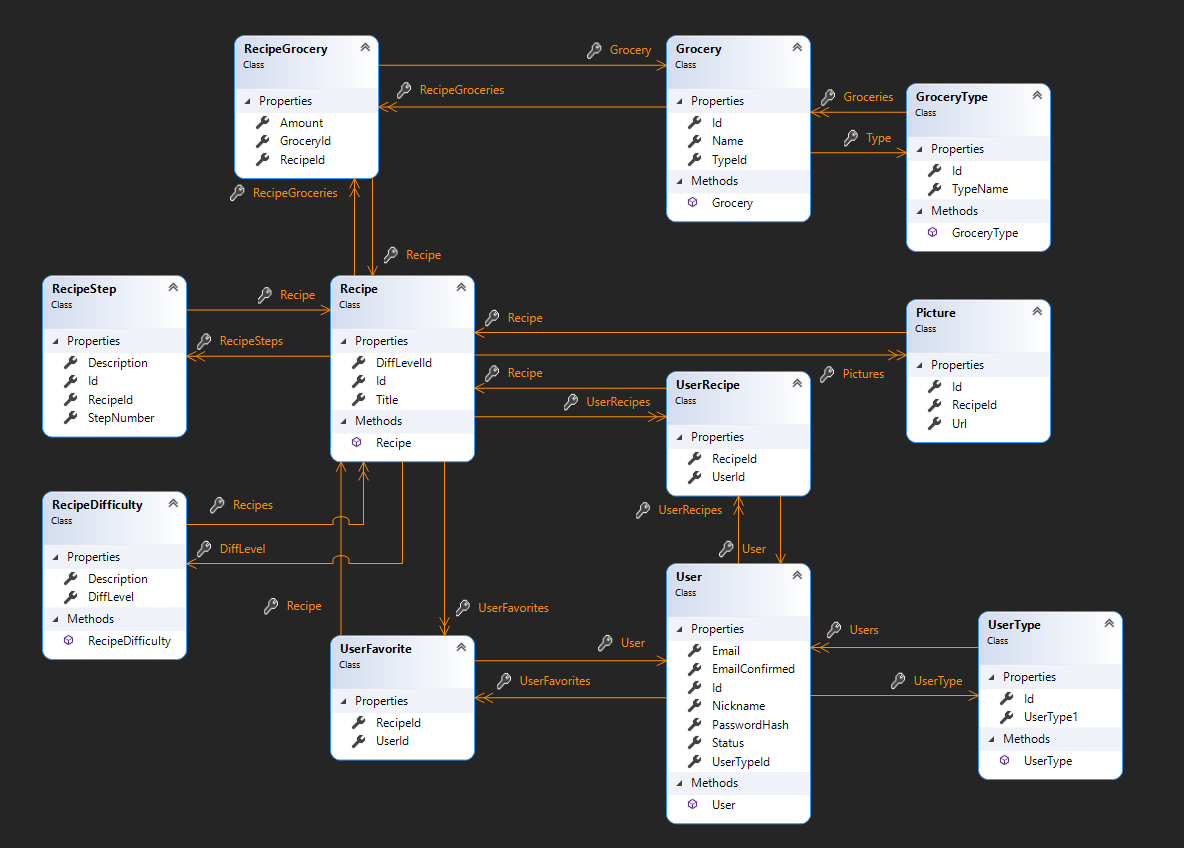 RecipeGrocery
Class
Properties
Amount
GroceryId
RecipeId
Grocery
RecipeGroceries
Grocery
Class
Properties
Id
Name
TypeId
Methods
Grocery
Groceries
Type
GroceryType
Class
Properties
Id
TypeName
Methods
GroceryType
RecipeGroceries
Recipe
RecipeStep
Class
Properties
Description
Id
RecipeId
StepNumber
Recipe
RecipeSteps
Recipe
Class
Properties
DiffLevelId
Id
Title
Methods
Recipe
Recipe
Pictures
Picture
Class
Properties
Id
RecipeId
Url
Recipe
UserRecipes
UserRecipe
Class
Properties
RecipeId
UserId
RecipeDifficulty
Class
Properties
Description
DiffLevel
Methods
RecipeDifficulty
Recipes
DiffLevel
UserRecipes
User
Recipe
UserFavorites
UserFavorite
Class
Properties
RecipeId
UserId
User
UserFavorites
User
Class
Properties
Email
EmailConfirmed
Id
Nickname
PasswordHash
Status
UserTypeId
Methods
User
Users
UserType
UserType
Class
Properties
Id
UserType1
Methods
UserType